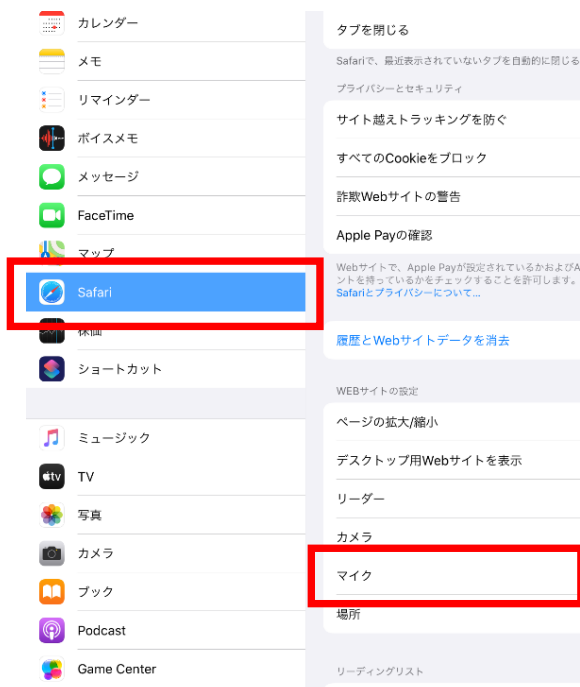 カレンダー
メモ
リマインダー
ボイスメモ
メッセージ
FaceTime
マップ
Safari
株価
ショートカット
ミュージック
tv
TV
写真
カメラ
ブック
Podcast
Game Center
タブを閉じる
Safariで、最近表示されていないタブを自動的に閉じる
プライバシーとセキュリティ
サイト越えトラッキングを防ぐ
すべてのCookieをブロック
詐欺Webサイトの警告
Apple Payの確認
Webサイトで、Apple Payが設定されているかおよびA
ントを持っているかをチェックすることを許可します。
Safariとプライバシーについて...
履歴とWebサイトデータを消去
WEBサイトの設定
ページの拡大/縮小
デスクトップ用Webサイトを表示
リーダー
カメラ
マイク
場所
リーディングリスト